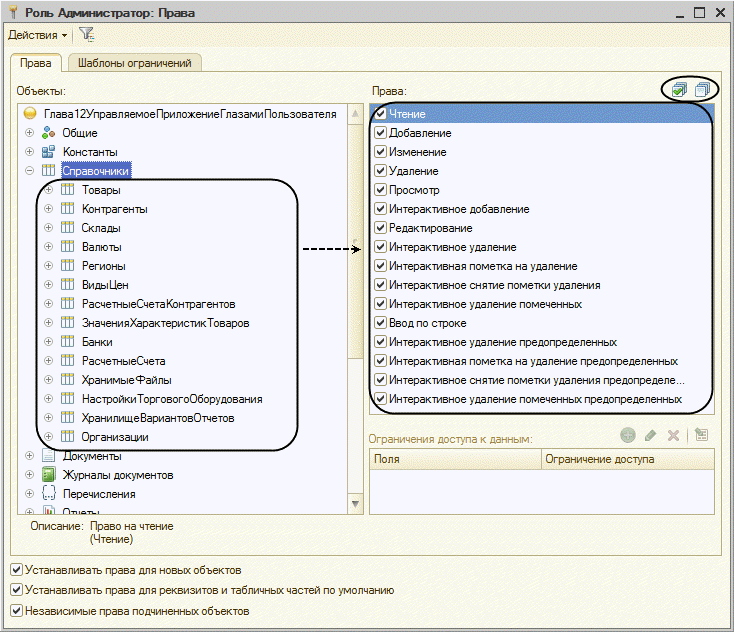 Роль Администратор: Права
Действия
Права
Шаблоны ограничений
Объекты:
Глава12УправляемоеПриложениеГлазамиПользователя
Общие
Константы
Справочники
Товары
Контрагенты
Склады
Валюты
Регионы
ВидыЦен
РасчетныеСчетаКонтрагентов
ЗначенияХарактеристикТоваров
Банки
РасчетныеСчета
ХранимыеФайлы
НастройкиТорговогоОборудования
ХранилищеВариантовОтчетов
Организации
Документы
Журналы документов
Перечисления
Отчеты
Права:
Чтение
Добавление
Изменение
Удаление
Просмотр
Интерактивное добавление
Редактирование
Интерактивное удаление
Интерактивная пометка на удаление
Интерактивное снятие пометки удаления
Интерактивное удаление помеченных
Ввод по строке
Интерактивное удаление предопределенных
Интерактивная пометка на удаление предопределенных
Интерактивное снятие пометки удаления предопределе...
Интерактивное удаление помеченных предопределенных
Ограничения доступа к данным:
Поля
Ограничение доступа
Описание: Право на чтение
(Чтение)
Устанавливать права для новых объектов
Устанавливать права для реквизитов и табличных частей по умолчанию
Независимые права подчиненных объектов